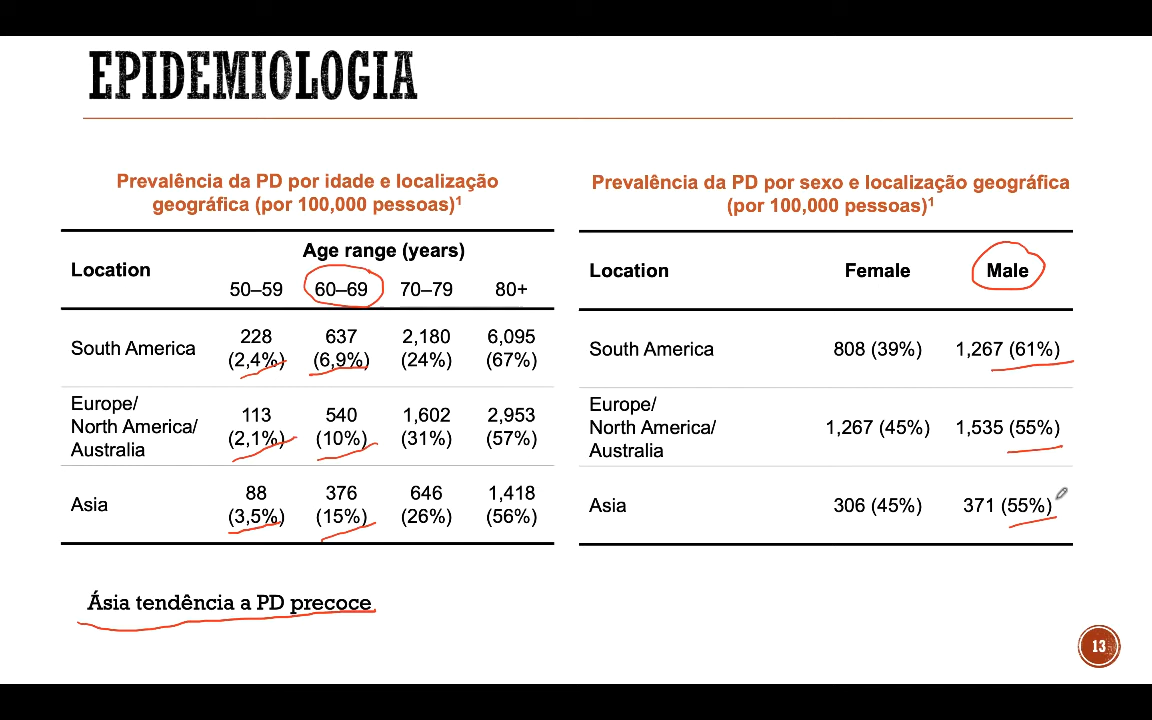 EPIDEMIOLOGIA
Prevalência da PD por idade e localização
geográfica (por 100,000 pessoas)¹
Location
Age range (years)
50–59 60–69 70–79 80+
South America
228 637 2,180 6,095
(2,4%) (6,9%) (24%) (67%)
Europe/
North America/
Australia
113 540 1,602 2,953
(2,1%) (10%) (31%) (57%)
Asia
88 376 646 1,418
(3,5%) (15%) (26%) (56%)
Ásia tendência a PD precoce
Prevalência da PD por sexo e localização geográfica
(por 100,000 pessoas)¹
Location Female Male
South America 808 (39%) 1,267 (61%)
Europe/
North America/
Australia
1,267 (45%) 1,535 (55%)
Asia 306 (45%) 371 (55%)
13